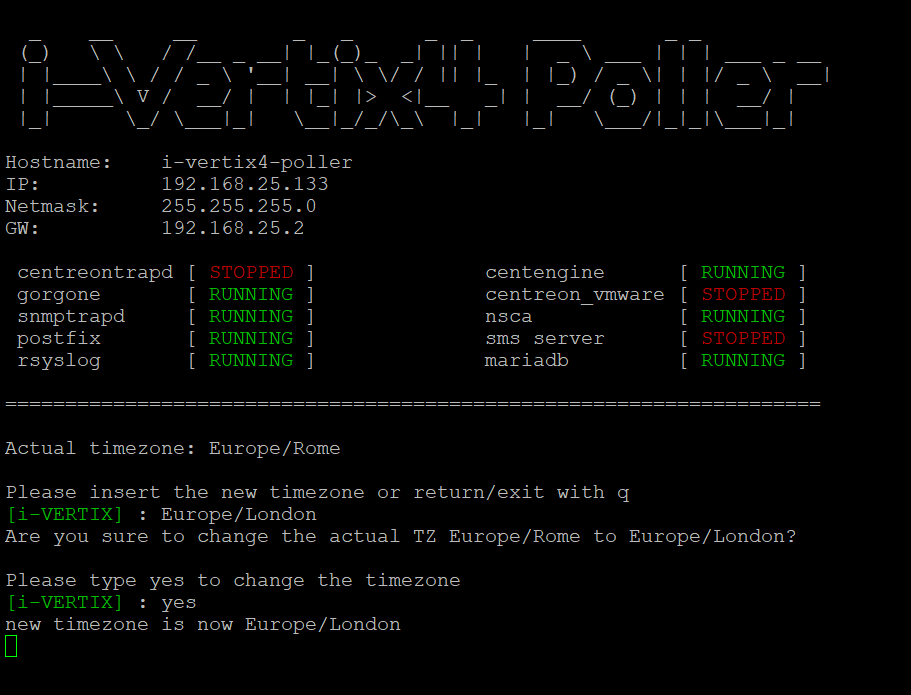 i-Vertix4 Poller
Hostname: i-vertix4-poller
IP: 192.168.25.133
Netmask: 255.255.255.0
GW: 192.168.25.2
centreontrapd [ STOPPED ] centengine [ RUNNING ]
gorgone [ RUNNING ] centreon_vmware [ STOPPED ]
snmptrapd [ RUNNING ] nsca [ RUNNING ]
postfix [ RUNNING ] sms server [ STOPPED ]
rsyslog [ RUNNING ] mariadb [ RUNNING ]
====================================================================
Actual timezone: Europe/Rome
Please insert the new timezone or return/exit with q
[i-VERTIX] : Europe/London
Are you sure to change the actual TZ Europe/Rome to Europe/London?
Please type yes to change the timezone
[i-VERTIX] : yes
new timezone is now Europe/London